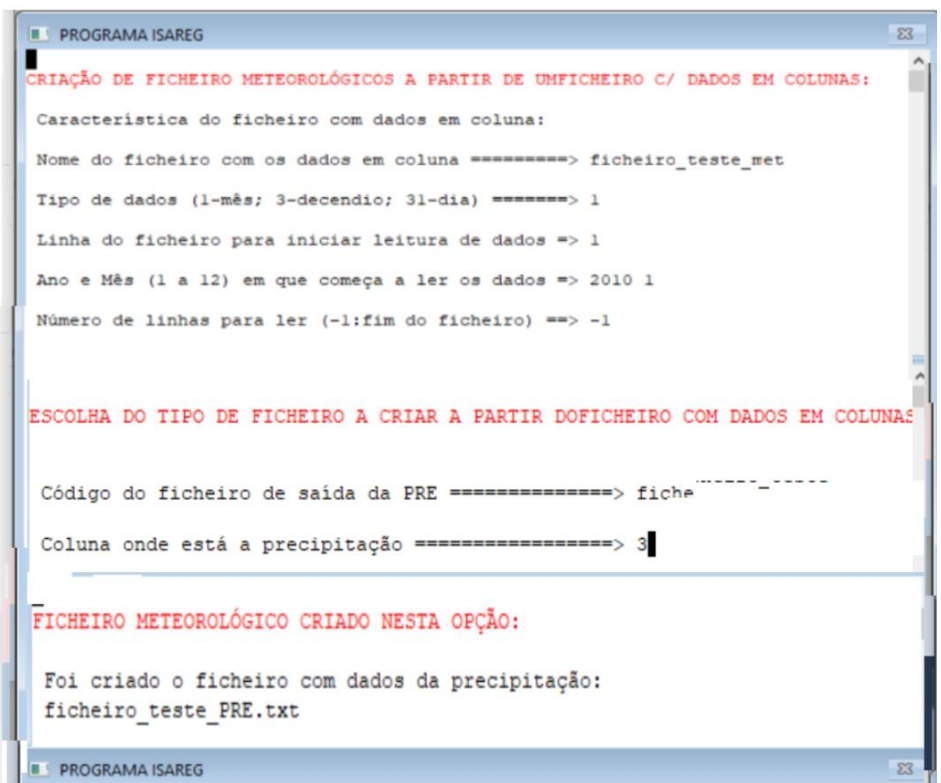 PROGRAMA ISAREG
CRIAÇÃO DE FICHEIRO METEOROLÓGICOS A PARTIR DE UMFICHEIRO C/ DADOS EM COLUNAS:
Característica do ficheiro com dados em coluna:
Nome do ficheiro com os dados em coluna =========> ficheiro_teste_met
Tipo de dados (1-mês; 3-decendio; 31-dia) =======> 1
Linha do ficheiro para iniciar leitura de dados => 1
Ano e Mês (1 a 12) em que começa a ler os dados => 2010 1
Número de linhas para ler (-1:fim do ficheiro) ==> -1
ESCOLHA DO TIPO DE FICHEIRO A CRIAR A PARTIR DOFICHEIRO COM DADOS EM COLUNAS
Código do ficheiro de saída da PRE ==============> fiche
Coluna onde está a precipitação =================> 3
FICHEIRO METEOROLÓGICO CRIADO NESTA OPÇÃO:
Foi criado o ficheiro com dados da precipitação:
ficheiro_teste_PRE.txt
PROGRAMA ISAREG